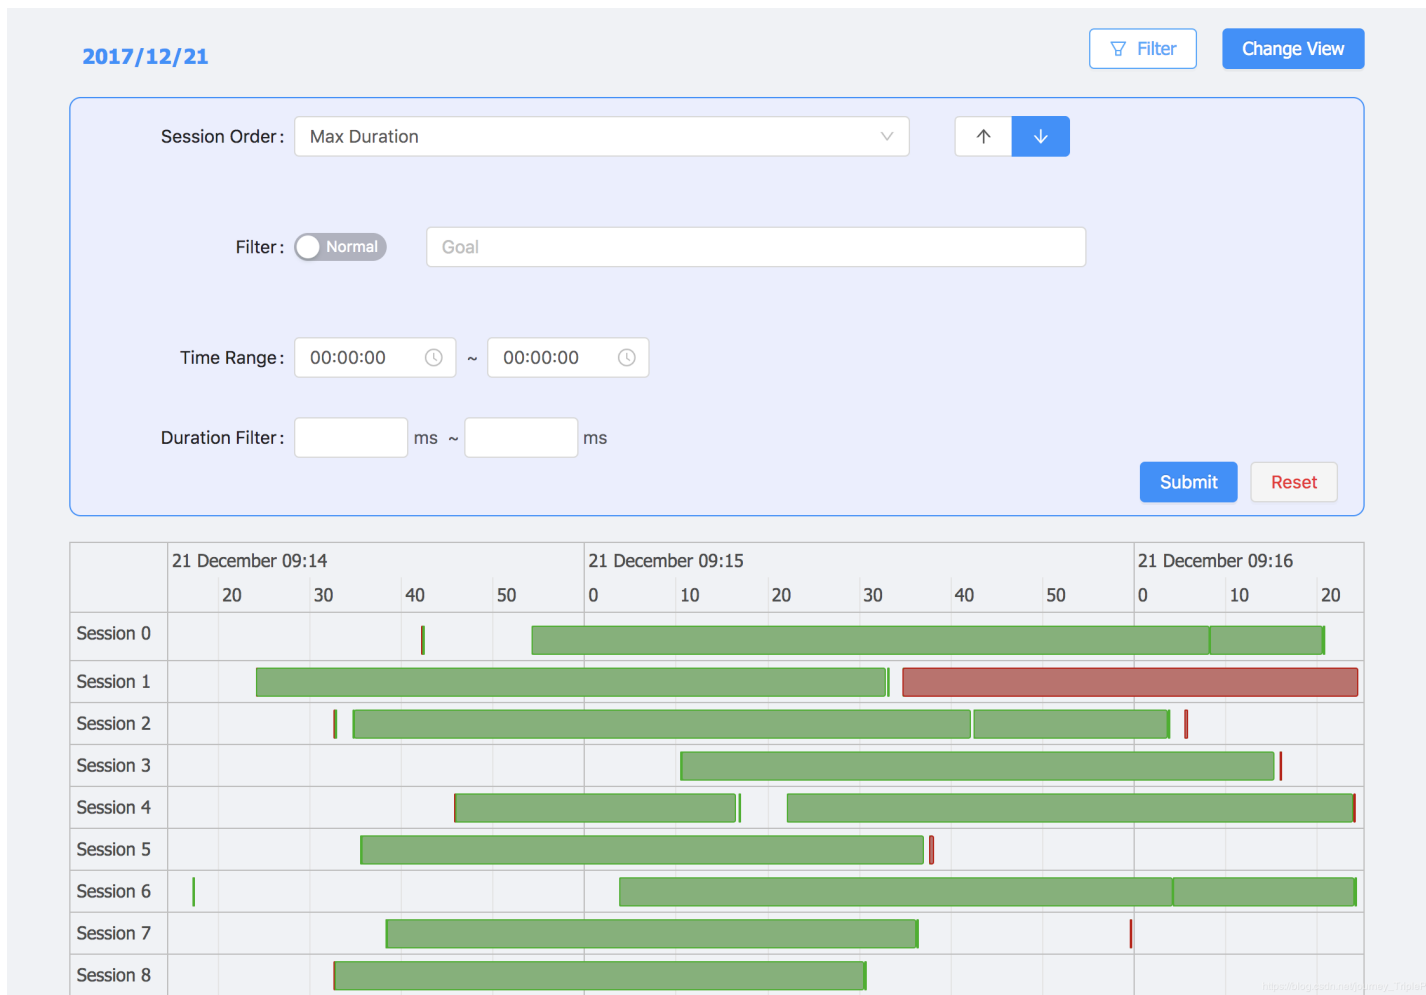 2017/12/21
Filter
Change View
Session Order :
Max Duration
Filter :
Normal
Goal
Time Range :
00:00:00 ~ 00:00:00
Duration Filter :
ms ~ ms
Submit
Reset
21 December 09:14
21 December 09:15
21 December 09:16
20 30 40 50 0 10 20 30 40 50 0 10 20
Session 0
Session 1
Session 2
Session 3
Session 4
Session 5
Session 6
Session 7
Session 8